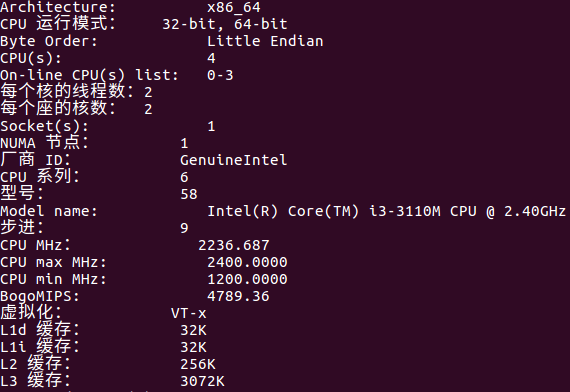 Architecture: x86_64
CPU 运行模式： 32-bit, 64-bit
Byte Order: Little Endian
CPU(s): 4
On-line CPU(s) list: 0-3
每个核的线程数：2
每个座的核数： 2
Socket(s): 1
NUMA 节点： 1
厂商 ID： GenuineIntel
CPU 系列： 6
型号： 58
Model name: Intel(R) Core(TM) i3-3110M CPU @ 2.40GHz
步进： 9
CPU MHz： 2236.687
CPU max MHz: 2400.0000
CPU min MHz: 1200.0000
BogoMIPS: 4789.36
虚拟化： VT-x
L1d 缓存： 32K
L1i 缓存： 32K
L2 缓存： 256K
L3 缓存： 3072K